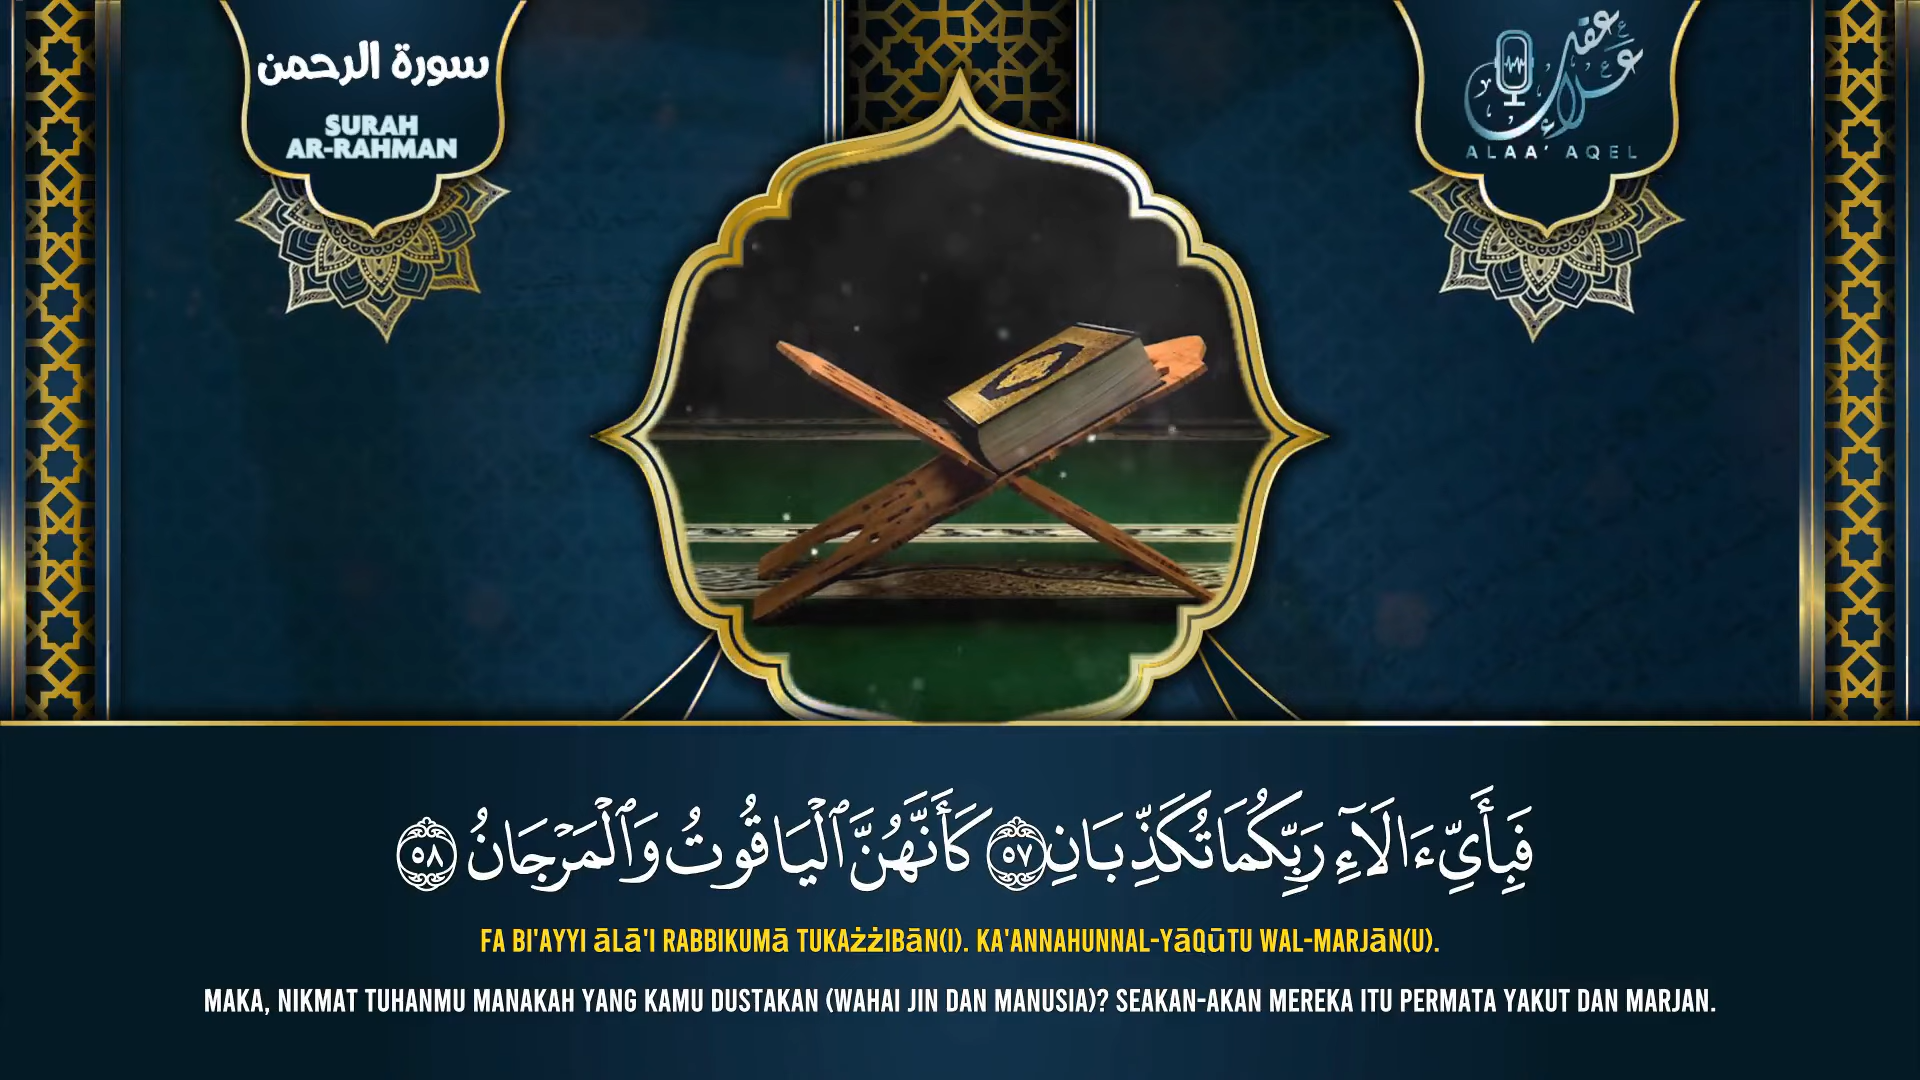 سورة الرحمن
SURAH
AR-RAHMAN
علاء عقل
ALAA' AQEL
فَبِأَيِّ ءَالَآءِ رَبِّكُمَا تُكَذِّبَانِ ٥٧ كَأَنَّهُنَّ ٱلْيَاقُوتُ وَٱلْمَرْجَانُ ٥٨
FA BI'AYYI āLā'I RABBIKUMā TUKAżżIBāN(I). KA'ANNAHUNNAL-YāQūTU WAL-MARJāN(U).
MAKA, NIKMAT TUHANMU MANAKAH YANG KAMU DUSTAKAN (WAHAI JIN DAN MANUSIA)? SEAKAN-AKAN MEREKA ITU PERMATA YAKUT DAN MARJAN.